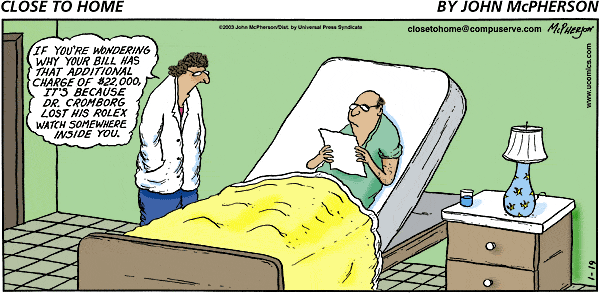 CLOSE TO HOME
BY JOHN McPHERSON
©2003 John McPherson/Dist. by Universal Press Syndicate
closetohome@compuserve.com
McPherson
IF YOU'RE WONDERING
WHY YOUR BILL HAS
THAT ADDITIONAL
CHARGE OF $22,000,
IT'S BECAUSE
DR. CROMBORG
LOST HIS ROLEX
WATCH SOMEWHERE
INSIDE YOU.
www.ucomics.com
1-19